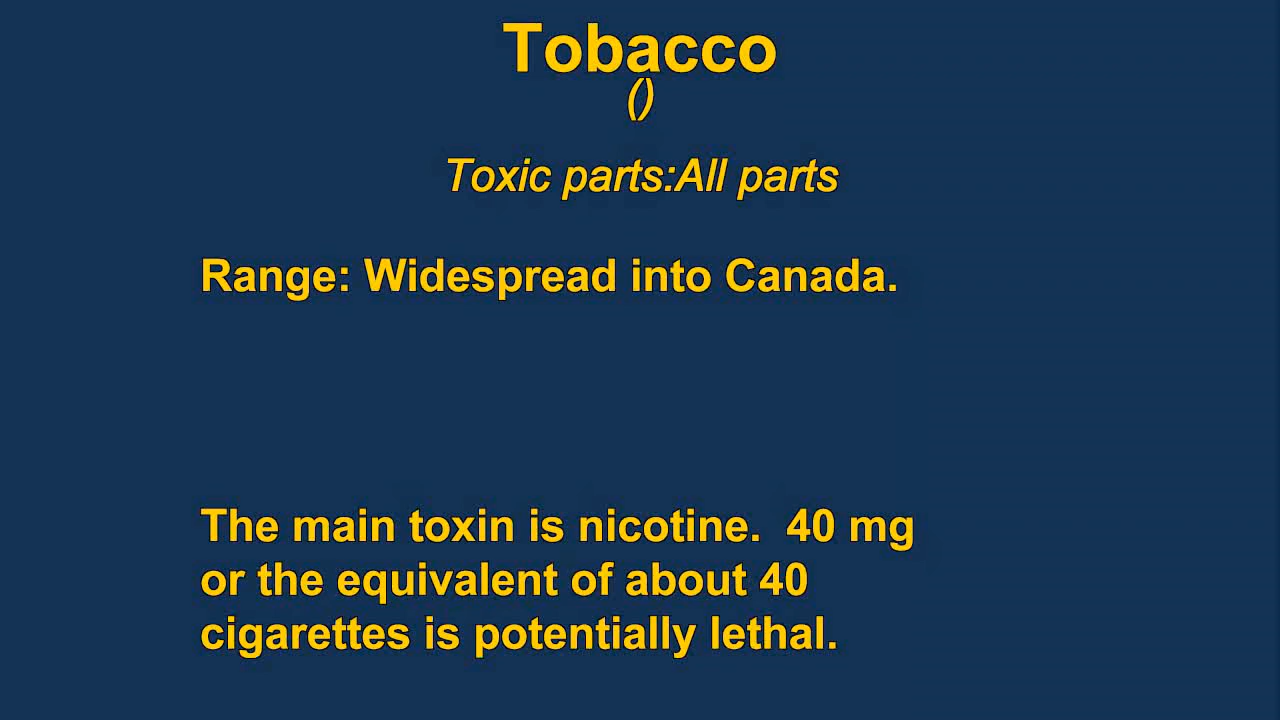 Tobacco
()
Toxic parts:All parts
Range: Widespread into Canada.
The main toxin is nicotine.  40 mg
or the equivalent of about 40
cigarettes is potentially lethal.